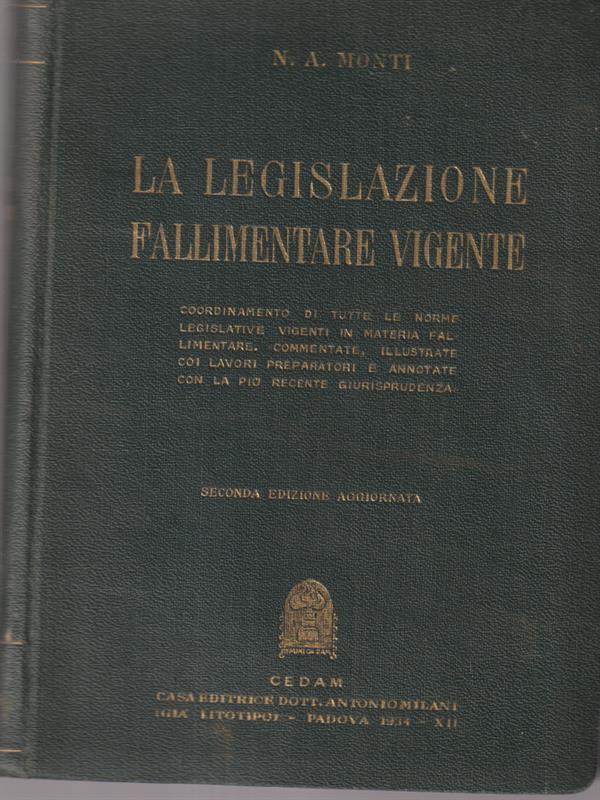 N. A. MONTI
LA LEGISLAZIONE
FALLIMENTARE VIGENTE
COORDINAMENTO DI TUTTE LE NORME
LEGISLATIVE VIGENTI IN MATERIA FAL-
LIMENTARE. COMMENTATE, ILLUSTRATE
COI LAVORI PREPARATORI E ANNOTATE
CON LA PIÙ RECENTE GIURISPRUDENZA.
SECONDA EDIZIONE AGGIORNATA
CEDAM
CASA EDITRICE DOTT. ANTONIO MILANI
(GIÀ LITOTIPO) - PADOVA 1934 - XII